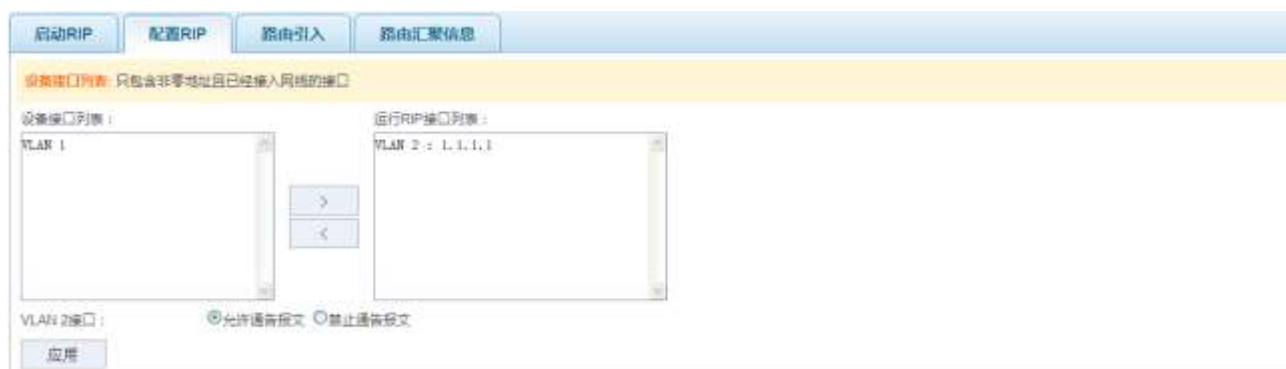 启动RIP 配置RIP 路由引入 路由汇聚信息
设备接口列表: 只包含非零地址且已经接入网线的接口
设备接口列表： 运行RIP接口列表：
VLAN 1 VLAN 2 : 1.1.1.1
>
<
VLAN 2接口： 允许通告报文 禁止通告报文
应用